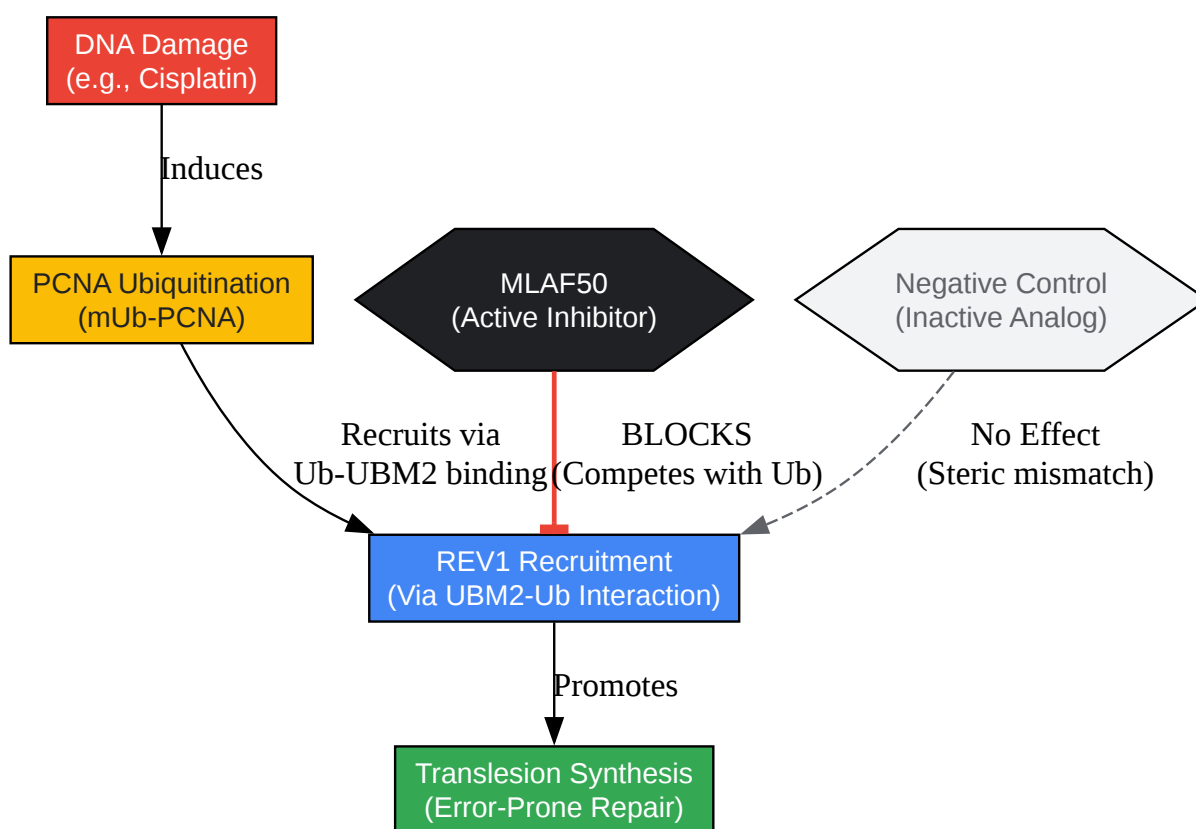 DNA Damage
(e.g., Cisplatin)
Induces
PCNA Ubiquitination
(mUb-PCNA)
MLAF50
(Active Inhibitor)
Negative Control
(Inactive Analog)
Recruits via
Ub-UBM2 binding
BLOCKS
(Competes with Ub)
No Effect
(Steric mismatch)
REV1 Recruitment
(Via UBM2-Ub Interaction)
Promotes
Translesion Synthesis
(Error-Prone Repair)